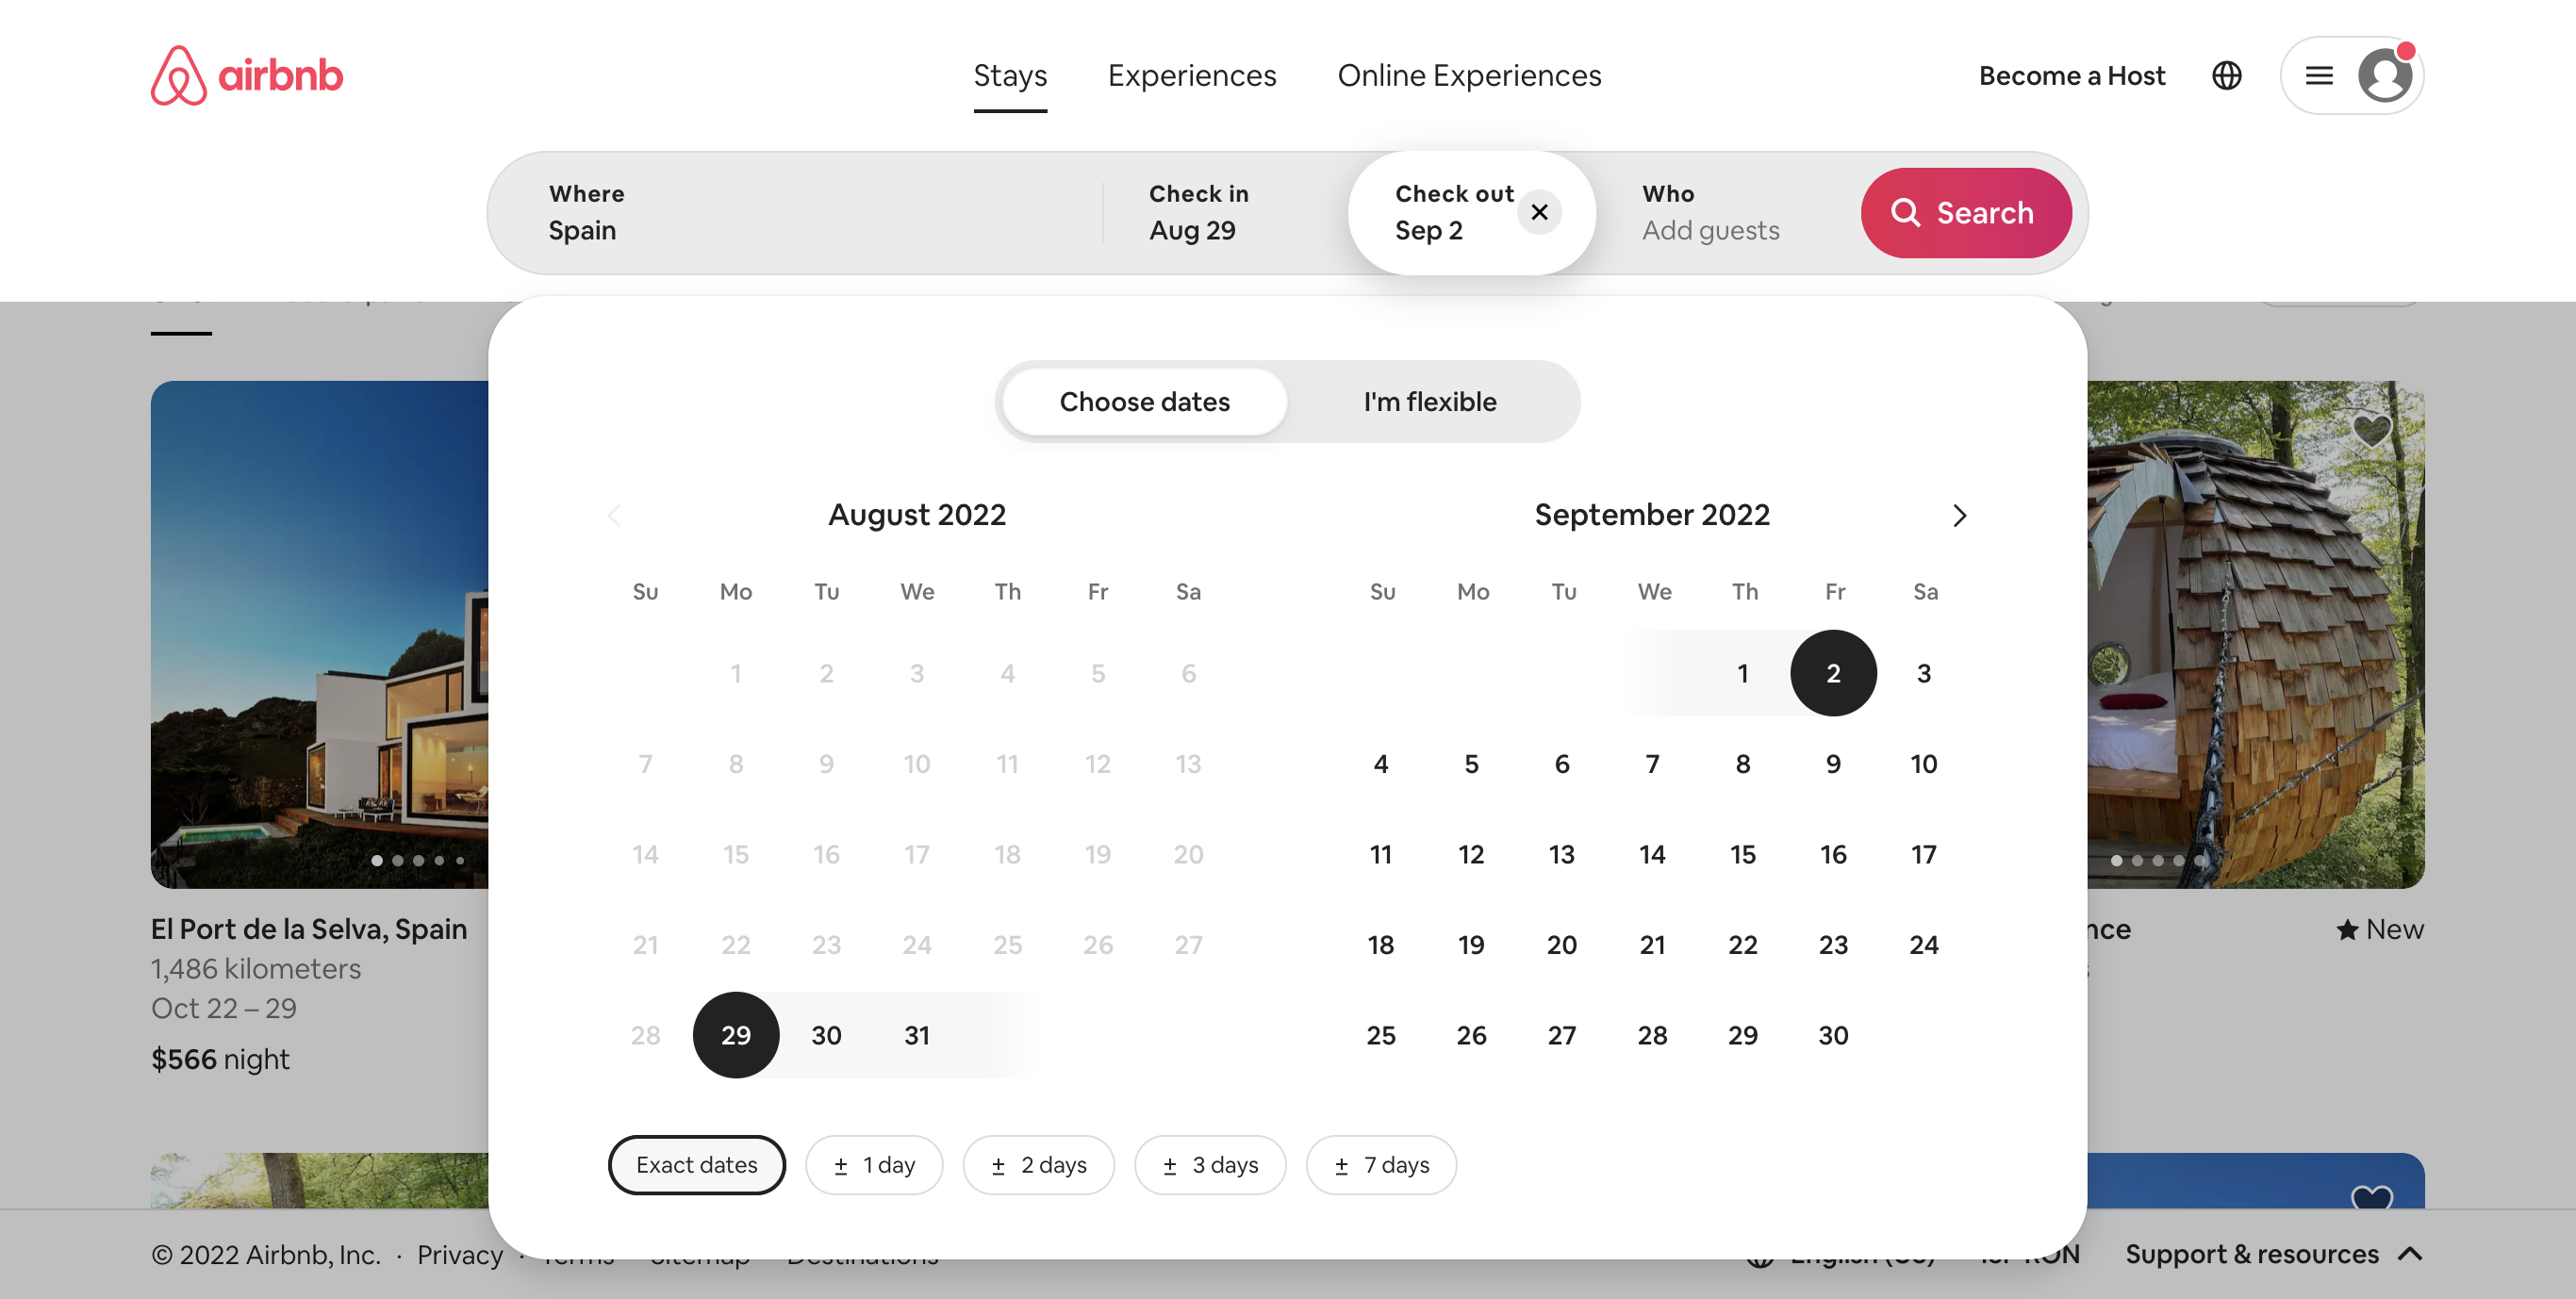 airbnb
Stays Experiences Online Experiences
Become a Host
Where
Spain
Check in
Aug 29
Check out
Sep 2
Who
Add guests
Search
Choose dates I'm flexible
August 2022
Su Mo Tu We Th Fr Sa
1 2 3 4 5 6
7 8 9 10 11 12 13
14 15 16 17 18 19 20
21 22 23 24 25 26 27
28 29 30 31
September 2022
Su Mo Tu We Th Fr Sa
1 2 3
4 5 6 7 8 9 10
11 12 13 14 15 16 17
18 19 20 21 22 23 24
25 26 27 28 29 30
Exact dates ± 1 day ± 2 days ± 3 days ± 7 days
El Port de la Selva, Spain
1,486 kilometers
Oct 22 – 29
$566 night
New
© 2022 Airbnb, Inc. · Privacy · Terms Sitemap Destinations
English (US) RON Support & resources